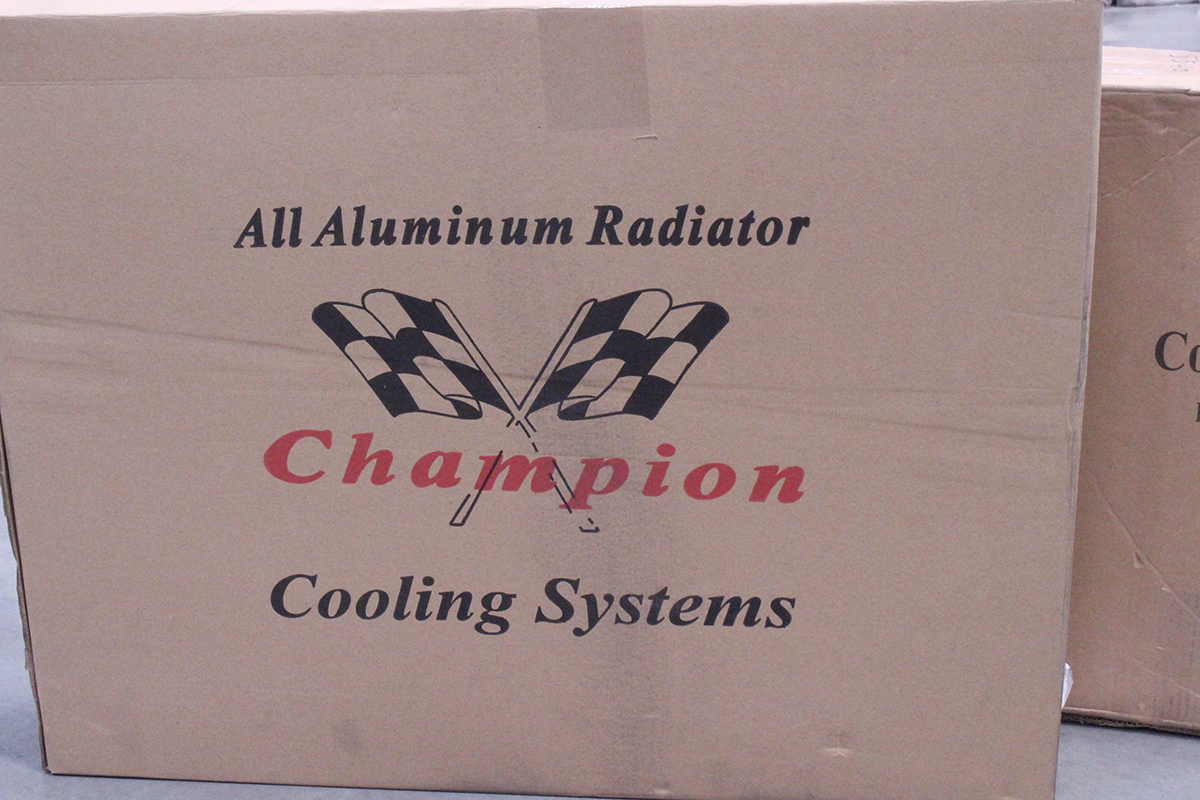 All Aluminum Radiator
Champion
Cooling Systems